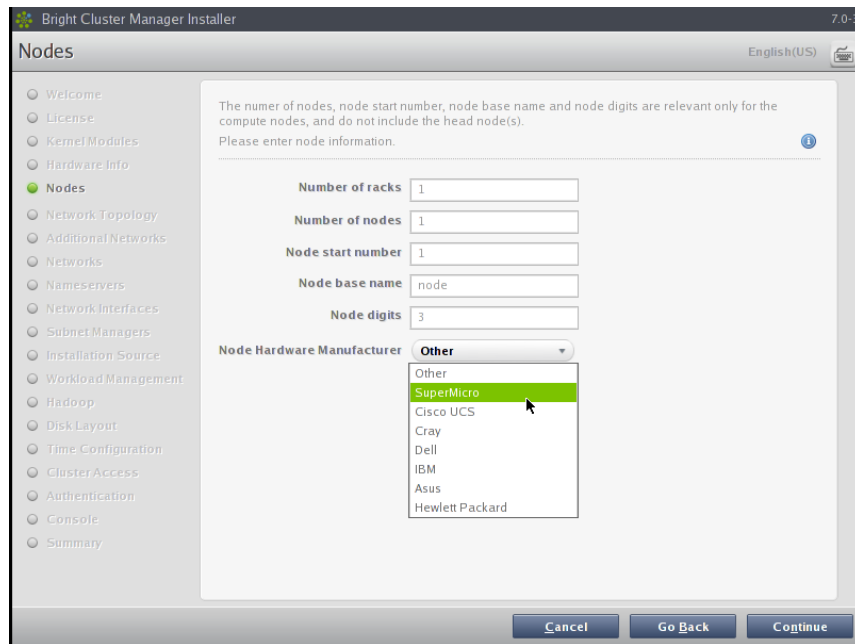 Bright Cluster Manager Installer
7.0-
Nodes
English(US)
Welcome
License
Kernel Modules
Hardware Info
Nodes
Network Topology
Additional Networks
Networks
Nameservers
Network Interfaces
Subnet Managers
Installation Source
Workload Management
Hadoop
Disk Layout
Time Configuration
Cluster Access
Authentication
Console
Summary
The numer of nodes, node start number, node base name and node digits are relevant only for the
compute nodes, and do not include the head node(s).
Please enter node information.
Number of racks 1
Number of nodes 1
Node start number 1
Node base name node
Node digits 3
Node Hardware Manufacturer Other
Other
SuperMicro
Cisco UCS
Cray
Dell
IBM
Asus
Hewlett Packard
Cancel
Go Back
Continue